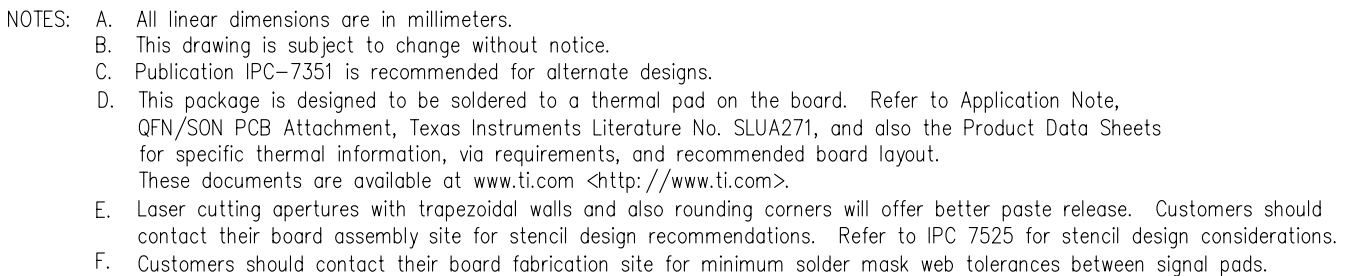 NOTES: A. All linear dimensions are in millimeters.
B. This drawing is subject to change without notice.
C. Publication IPC-7351 is recommended for alternate designs.
D. This package is designed to be soldered to a thermal pad on the board. Refer to Application Note,
QFN/SON PCB Attachment, Texas Instruments Literature No. SLUA271, and also the Product Data Sheets
for specific thermal information, via requirements, and recommended board layout.
These documents are available at www.ti.com <http://www.ti.com>.
E. Laser cutting apertures with trapezoidal walls and also rounding corners will offer better paste release. Customers should
contact their board assembly site for stencil design recommendations. Refer to IPC 7525 for stencil design considerations.
F. Customers should contact their board fabrication site for minimum solder mask web tolerances between signal pads.